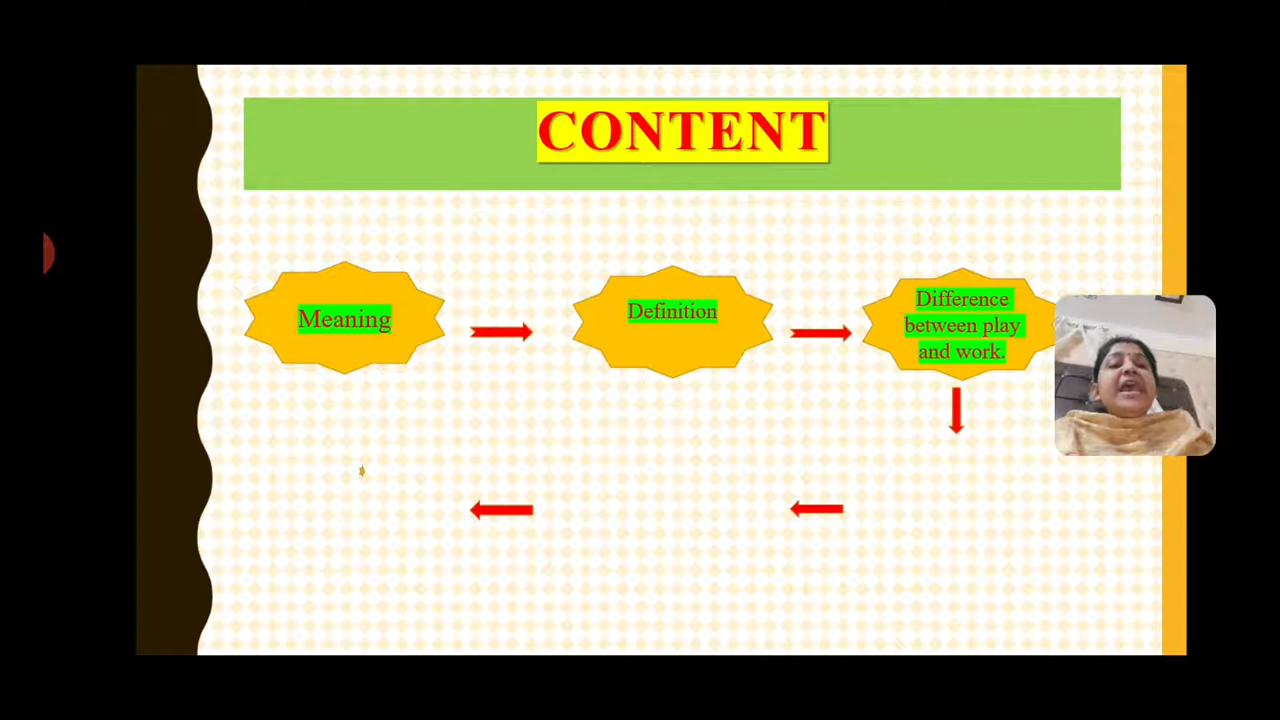 CONTENT
Meaning
Definition
Difference
between play
and work.